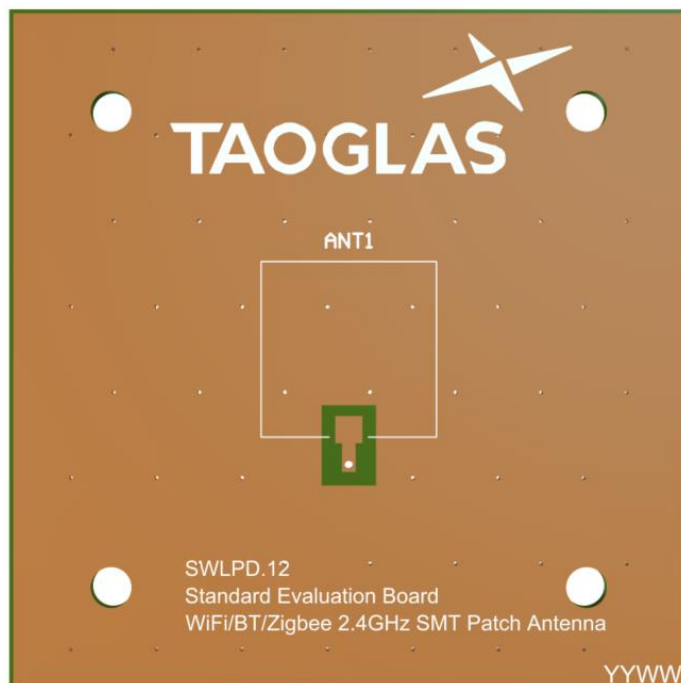 TAOGLAS
ANT1
SWLPD.12
Standard Evaluation Board
WiFi/BT/Zigbee 2.4GHz SMT Patch Antenna
YYWW